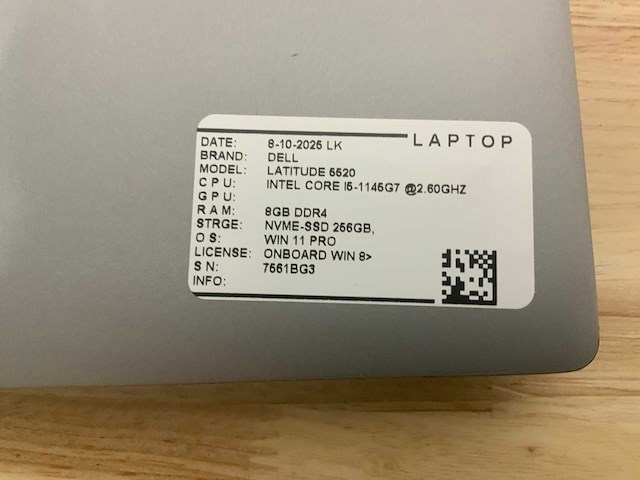 LAPTOP
DATE: 8-10-2025 LK
BRAND: DELL
MODEL: LATITUDE 5520
CPU: INTEL CORE I5-1145G7 @2.60GHZ
GPU:
RAM: 8GB DDR4
STRGE: NVME-SSD 256GB,
OS: WIN 11 PRO
LICENSE: ONBOARD WIN 8>
SN: 7561BG3
INFO: